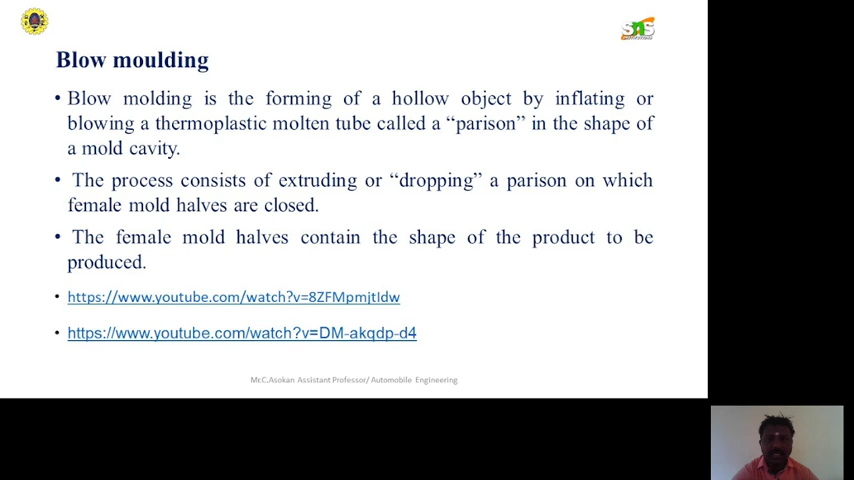 SNS
Blow moulding
• Blow molding is the forming of a hollow object by inflating or
blowing a thermoplastic molten tube called a “parison” in the shape of
a mold cavity.
• The process consists of extruding or “dropping” a parison on which
female mold halves are closed.
• The female mold halves contain the shape of the product to be
produced.
• https://www.youtube.com/watch?v=8ZFMpmjtIdw
• https://www.youtube.com/watch?v=DM-akqdp-d4
Mr.C.Asokan Assistant Professor/ Automobile Engineering